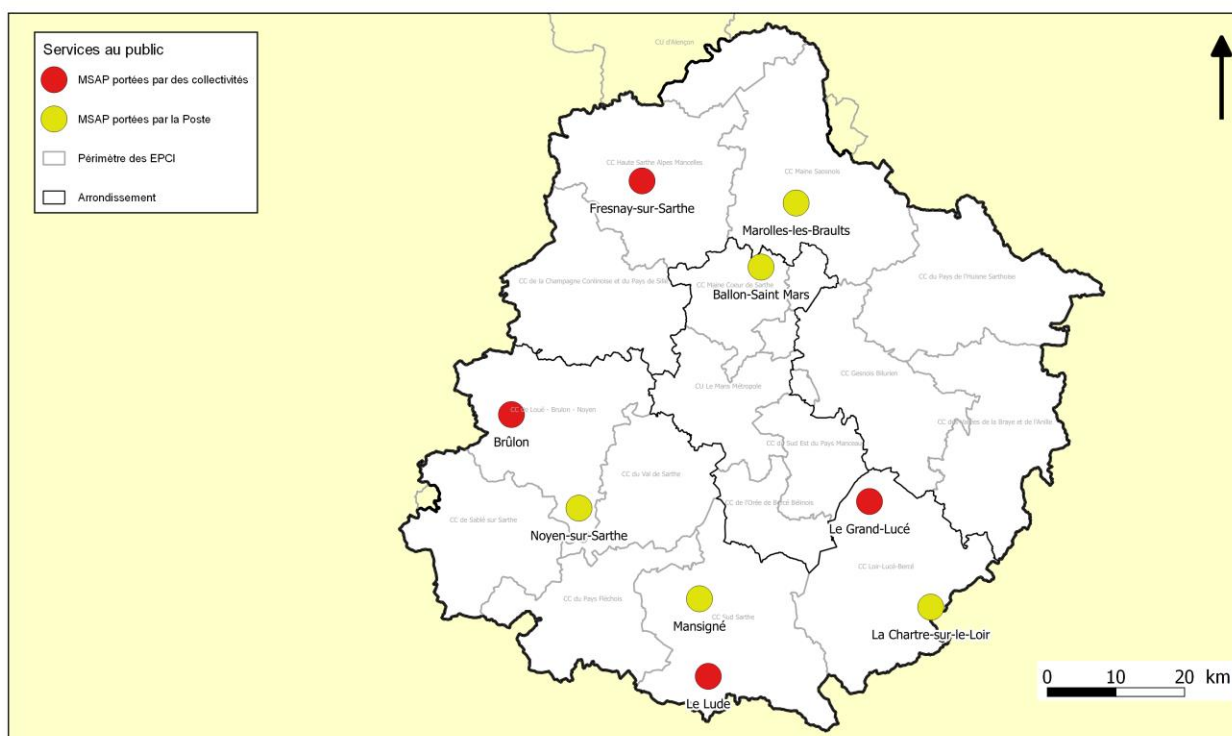 Services au public
MSAP portées par des collectivités
MSAP portées par la Poste
Périmètre des EPCI
Arrondissement
CU d'Alençon
CC Haute Sarthe Alpes Mancelles
Fresnay-sur-Sarthe
CC Maine Saosnois
Marolles-les-Braults
CC de la Champagne Conlinoise et du Pays de Sillé
CC Maine Coeur de Sarthe
Ballon-Saint Mars
CC du Pays de l'Huisne Sarthoise
CU Le Mans Métropole
CC Gesnois Bilurien
CC de Loué - Brulon - Noyen
Brûlon
CC des Vallées de la Braye et de l'Anille
CC du Sud Est du Pays Manceau
CC du Val de Sarthe
CC de l'Orée de Bercé Bélinois
Le Grand-Lucé
CC de Sablé sur Sarthe
Noyen-sur-Sarthe
CC Loir-Lucé-Bercé
CC du Pays Fléchois
Mansigné
CC Sud Sarthe
La Chartre-sur-le-Loir
Le Lude
0 10 20 km